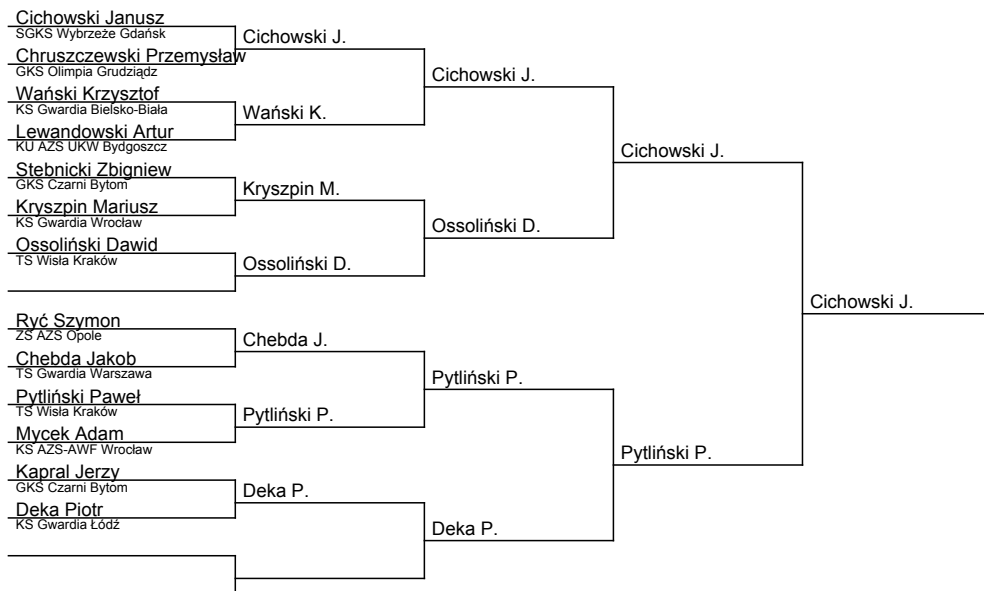 Cichowski Janusz
SGKS Wybrzeże Gdańsk
Cichowski J.
Chruszczewski Przemysław
GKS Olimpia Grudziądz
Cichowski J.
Wański Krzysztof
KS Gwardia Bielsko-Biała
Wański K.
Lewandowski Artur
KU AZS UKW Bydgoszcz
Cichowski J.
Stebnicki Zbigniew
GKS Czarni Bytom
Kryszpin M.
Kryszpin Mariusz
KS Gwardia Wrocław
Ossoliński D.
Ossoliński Dawid
TS Wisła Kraków
Ossoliński D.
Cichowski J.
Ryć Szymon
ZS AZS Opole
Chebda J.
Chebda Jakob
TS Gwardia Warszawa
Pytliński P.
Pytliński Paweł
TS Wisła Kraków
Pytliński P.
Mycek Adam
KS AZS-AWF Wrocław
Pytliński P.
Kapral Jerzy
GKS Czarni Bytom
Deka P.
Deka Piotr
KS Gwardia Łódź
Deka P.